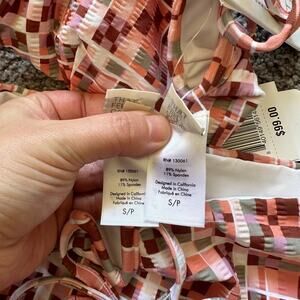 RN# 130061
89% Nylon
11% Spandex
Designed in California
Made in China
Fabriqué en Chine
S/P
RN# 130061
89% Nylon
11% Spandex
Designed in California
Made in China
Fabriqué en Chine
S/P
$99.00